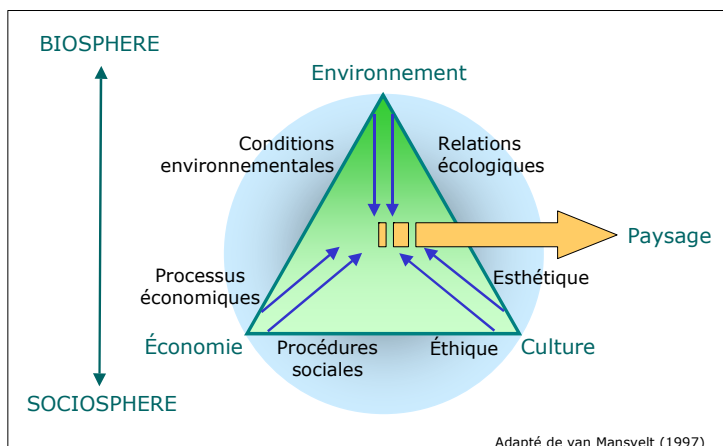 BIOSPHERE
Environnement
Conditions
environnementales
Relations
écologiques
Paysage
Processus
économiques
Esthétique
Économie
Procédures
sociales
Éthique
Culture
SOCIOSPHERE
Adapté de van Mansvelt (1997)